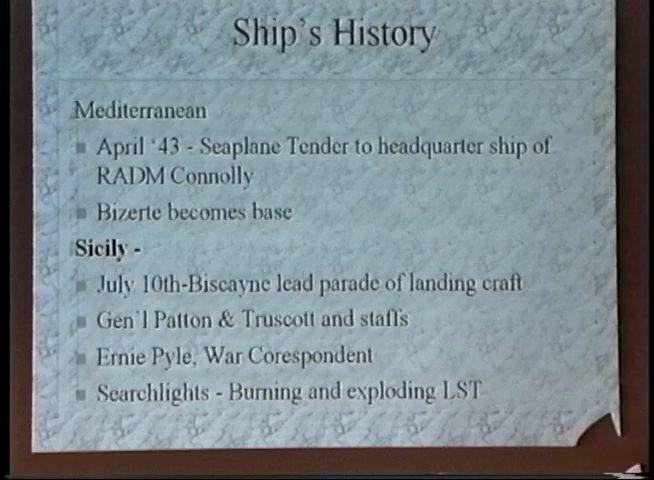 Ship's History
Mediterranean
April '43 - Seaplane Tender to headquarter ship of
RADM Connolly
Bizerte becomes base
Sicily -
July 10th-Biscayne lead parade of landing craft
Gen'l Patton & Truscott and staffs
Ernie Pyle, War Corespondent
Searchlights - Burning and exploding LST